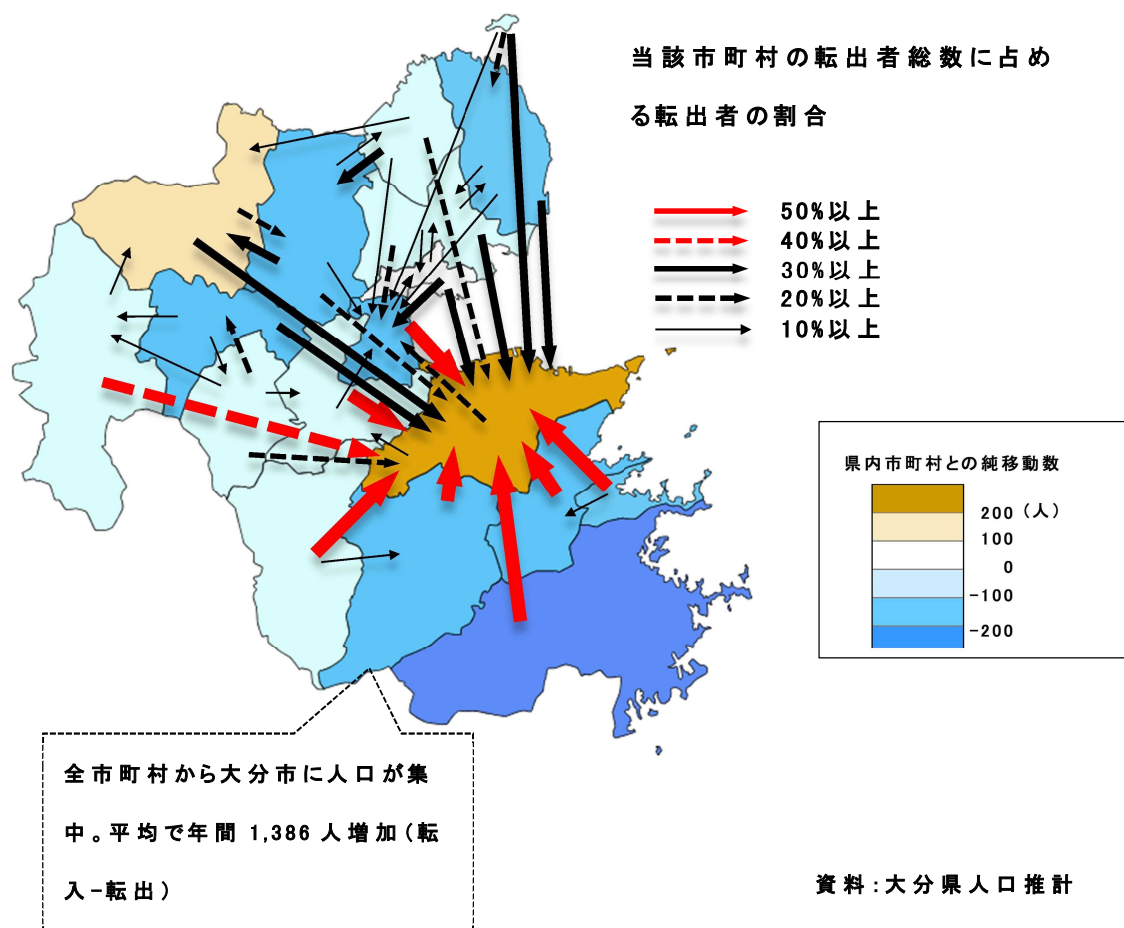 当該市町村の転出者総数に占め
る転出者の割合
50%以上
40%以上
30%以上
20%以上
10%以上
県内市町村との純移動数
200（人）
100
0
-100
-200
全市町村から大分市に人口が集
中。平均で年間 1,386 人増加（転
入-転出）
資料:大分県人口推計